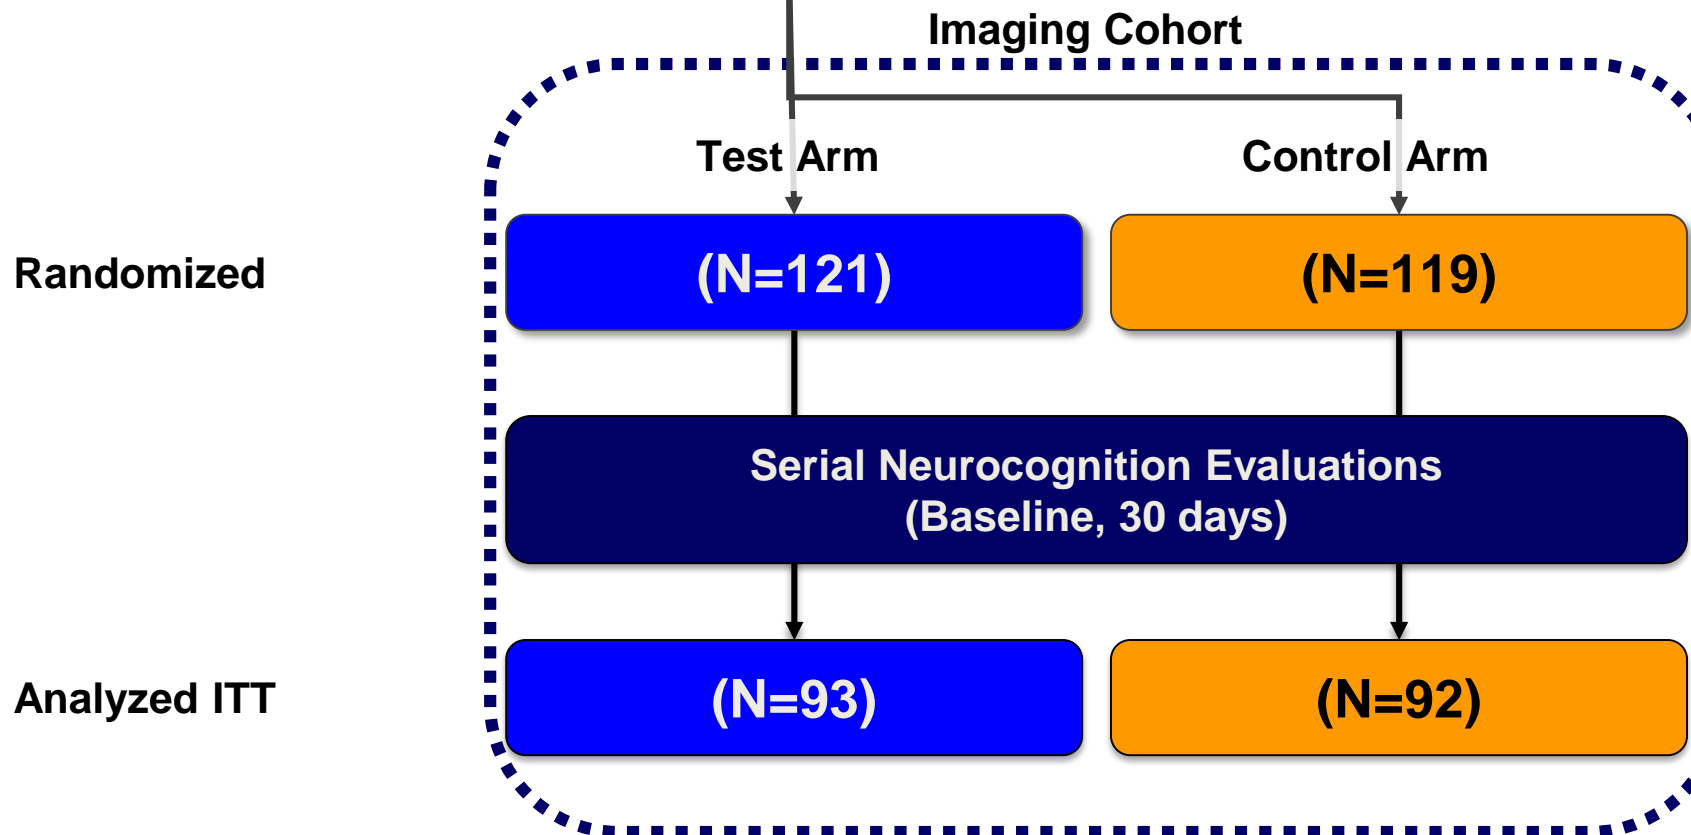 Imaging Cohort
Test Arm
Control Arm
Randomized
(N=121)
(N=119)
Serial Neurocognition Evaluations
(Baseline, 30 days)
Analyzed ITT
(N=93)
(N=92)